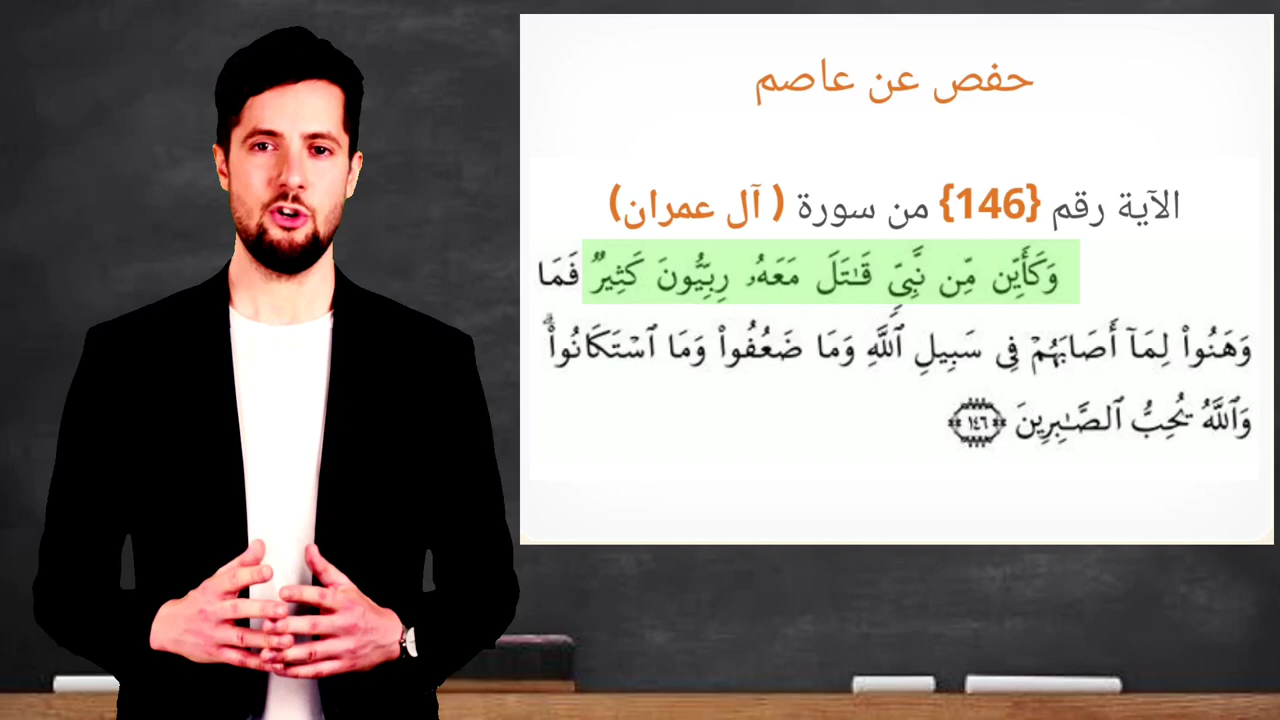 حفص عن عاصم
الآية رقم {146} من سورة ( آل عمران)
وَكَأَيِّن مِّن نَّبِيّٖ قَٰتَلَ مَعَهُۥ رِبِّيُّونَ كَثِيرٞ فَمَا
وَهَنُواْ لِمَآ أَصَابَهُمۡ فِي سَبِيلِ ٱللَّهِ وَمَا ضَعُفُواْ وَمَا ٱسۡتَكَانُواْۗ
وَٱللَّهُ يُحِبُّ ٱلصَّٰبِرِينَ ١٤٦